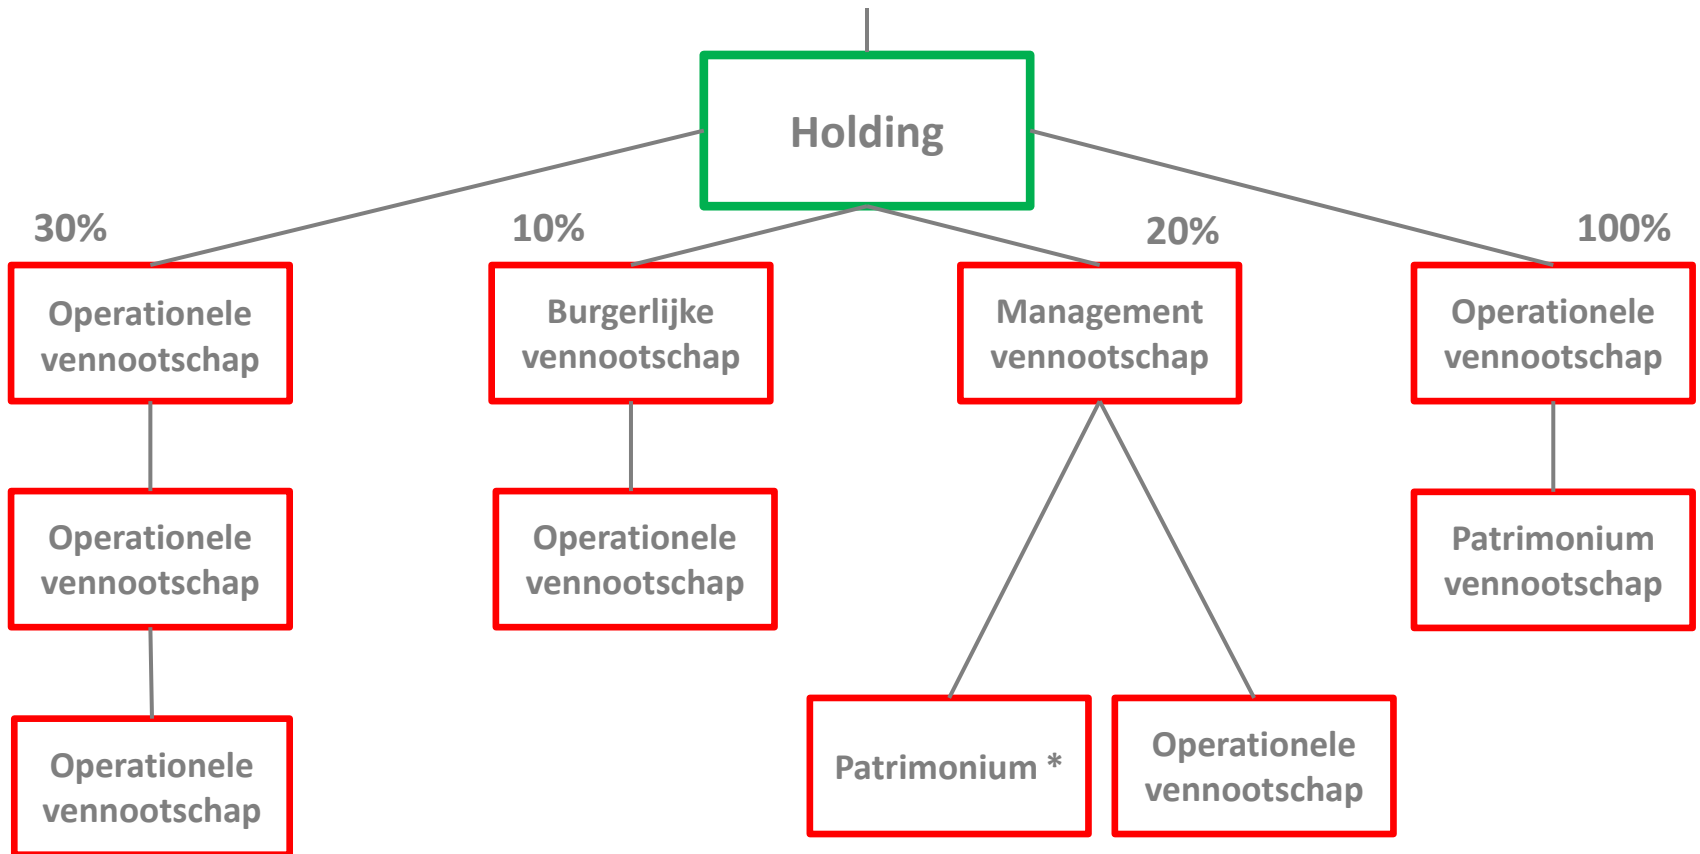 Holding
30%
10%
20%
100%
Operationele
vennootschap
Burgerlijke
vennootschap
Management
vennootschap
Operationele
vennootschap
Operationele
vennootschap
Operationele
vennootschap
Patrimonium
vennootschap
Operationele
vennootschap
Patrimonium *
Operationele
vennootschap